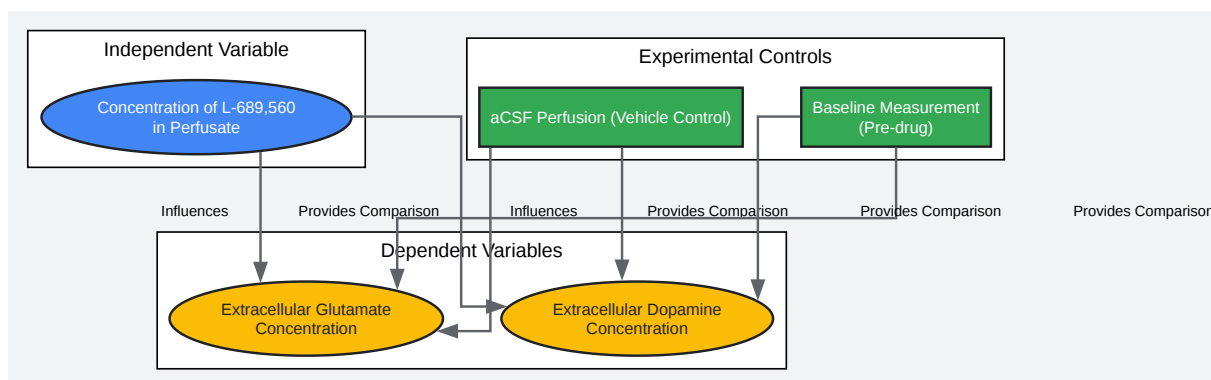 Independent Variable
Concentration of L-689,560
in Perfusate
Experimental Controls
aCSF Perfusion (Vehicle Control)
Baseline Measurement
(Pre-drug)
Influences
Provides Comparison
Influences
Provides Comparison
Provides Comparison
Provides Comparison
Dependent Variables
Extracellular Glutamate
Concentration
Extracellular Dopamine
Concentration